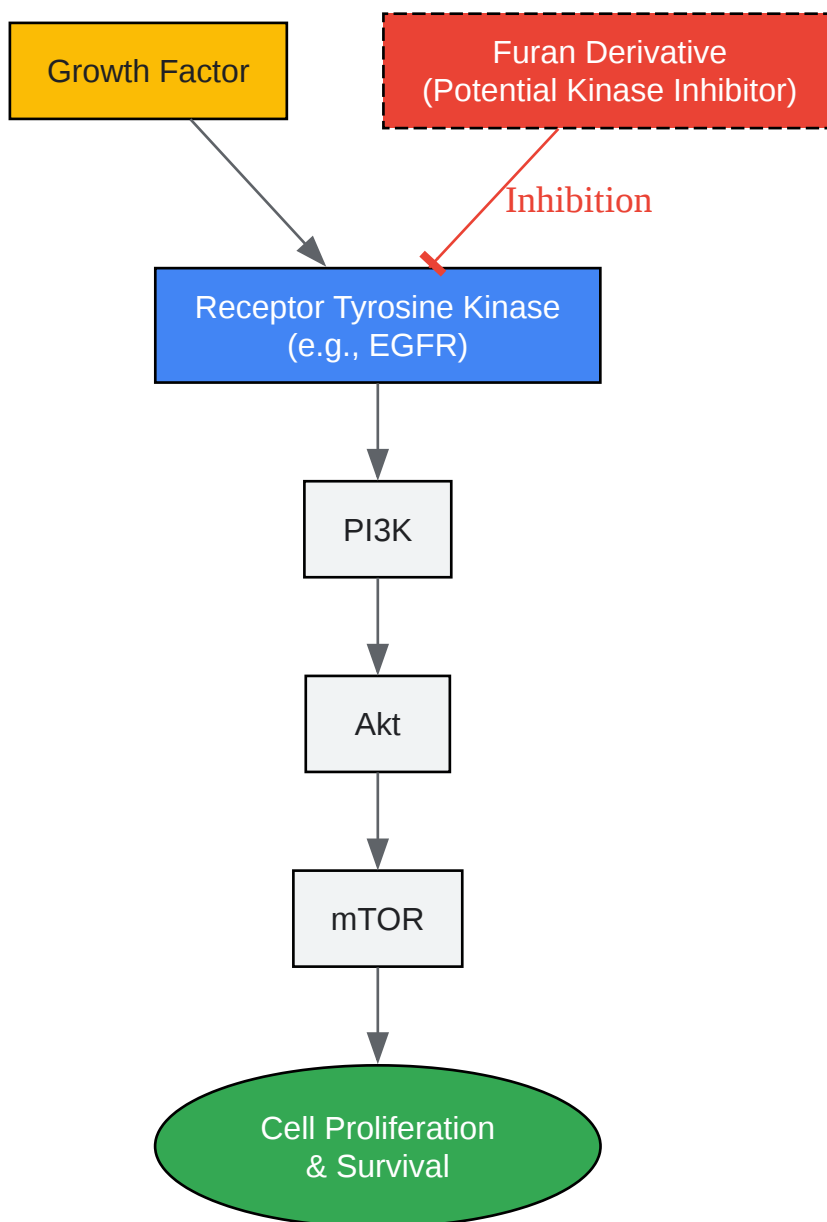 Growth Factor
Furan Derivative
(Potential Kinase Inhibitor)
Inhibition
Receptor Tyrosine Kinase
(e.g., EGFR)
PI3K
Akt
mTOR
Cell Proliferation
& Survival